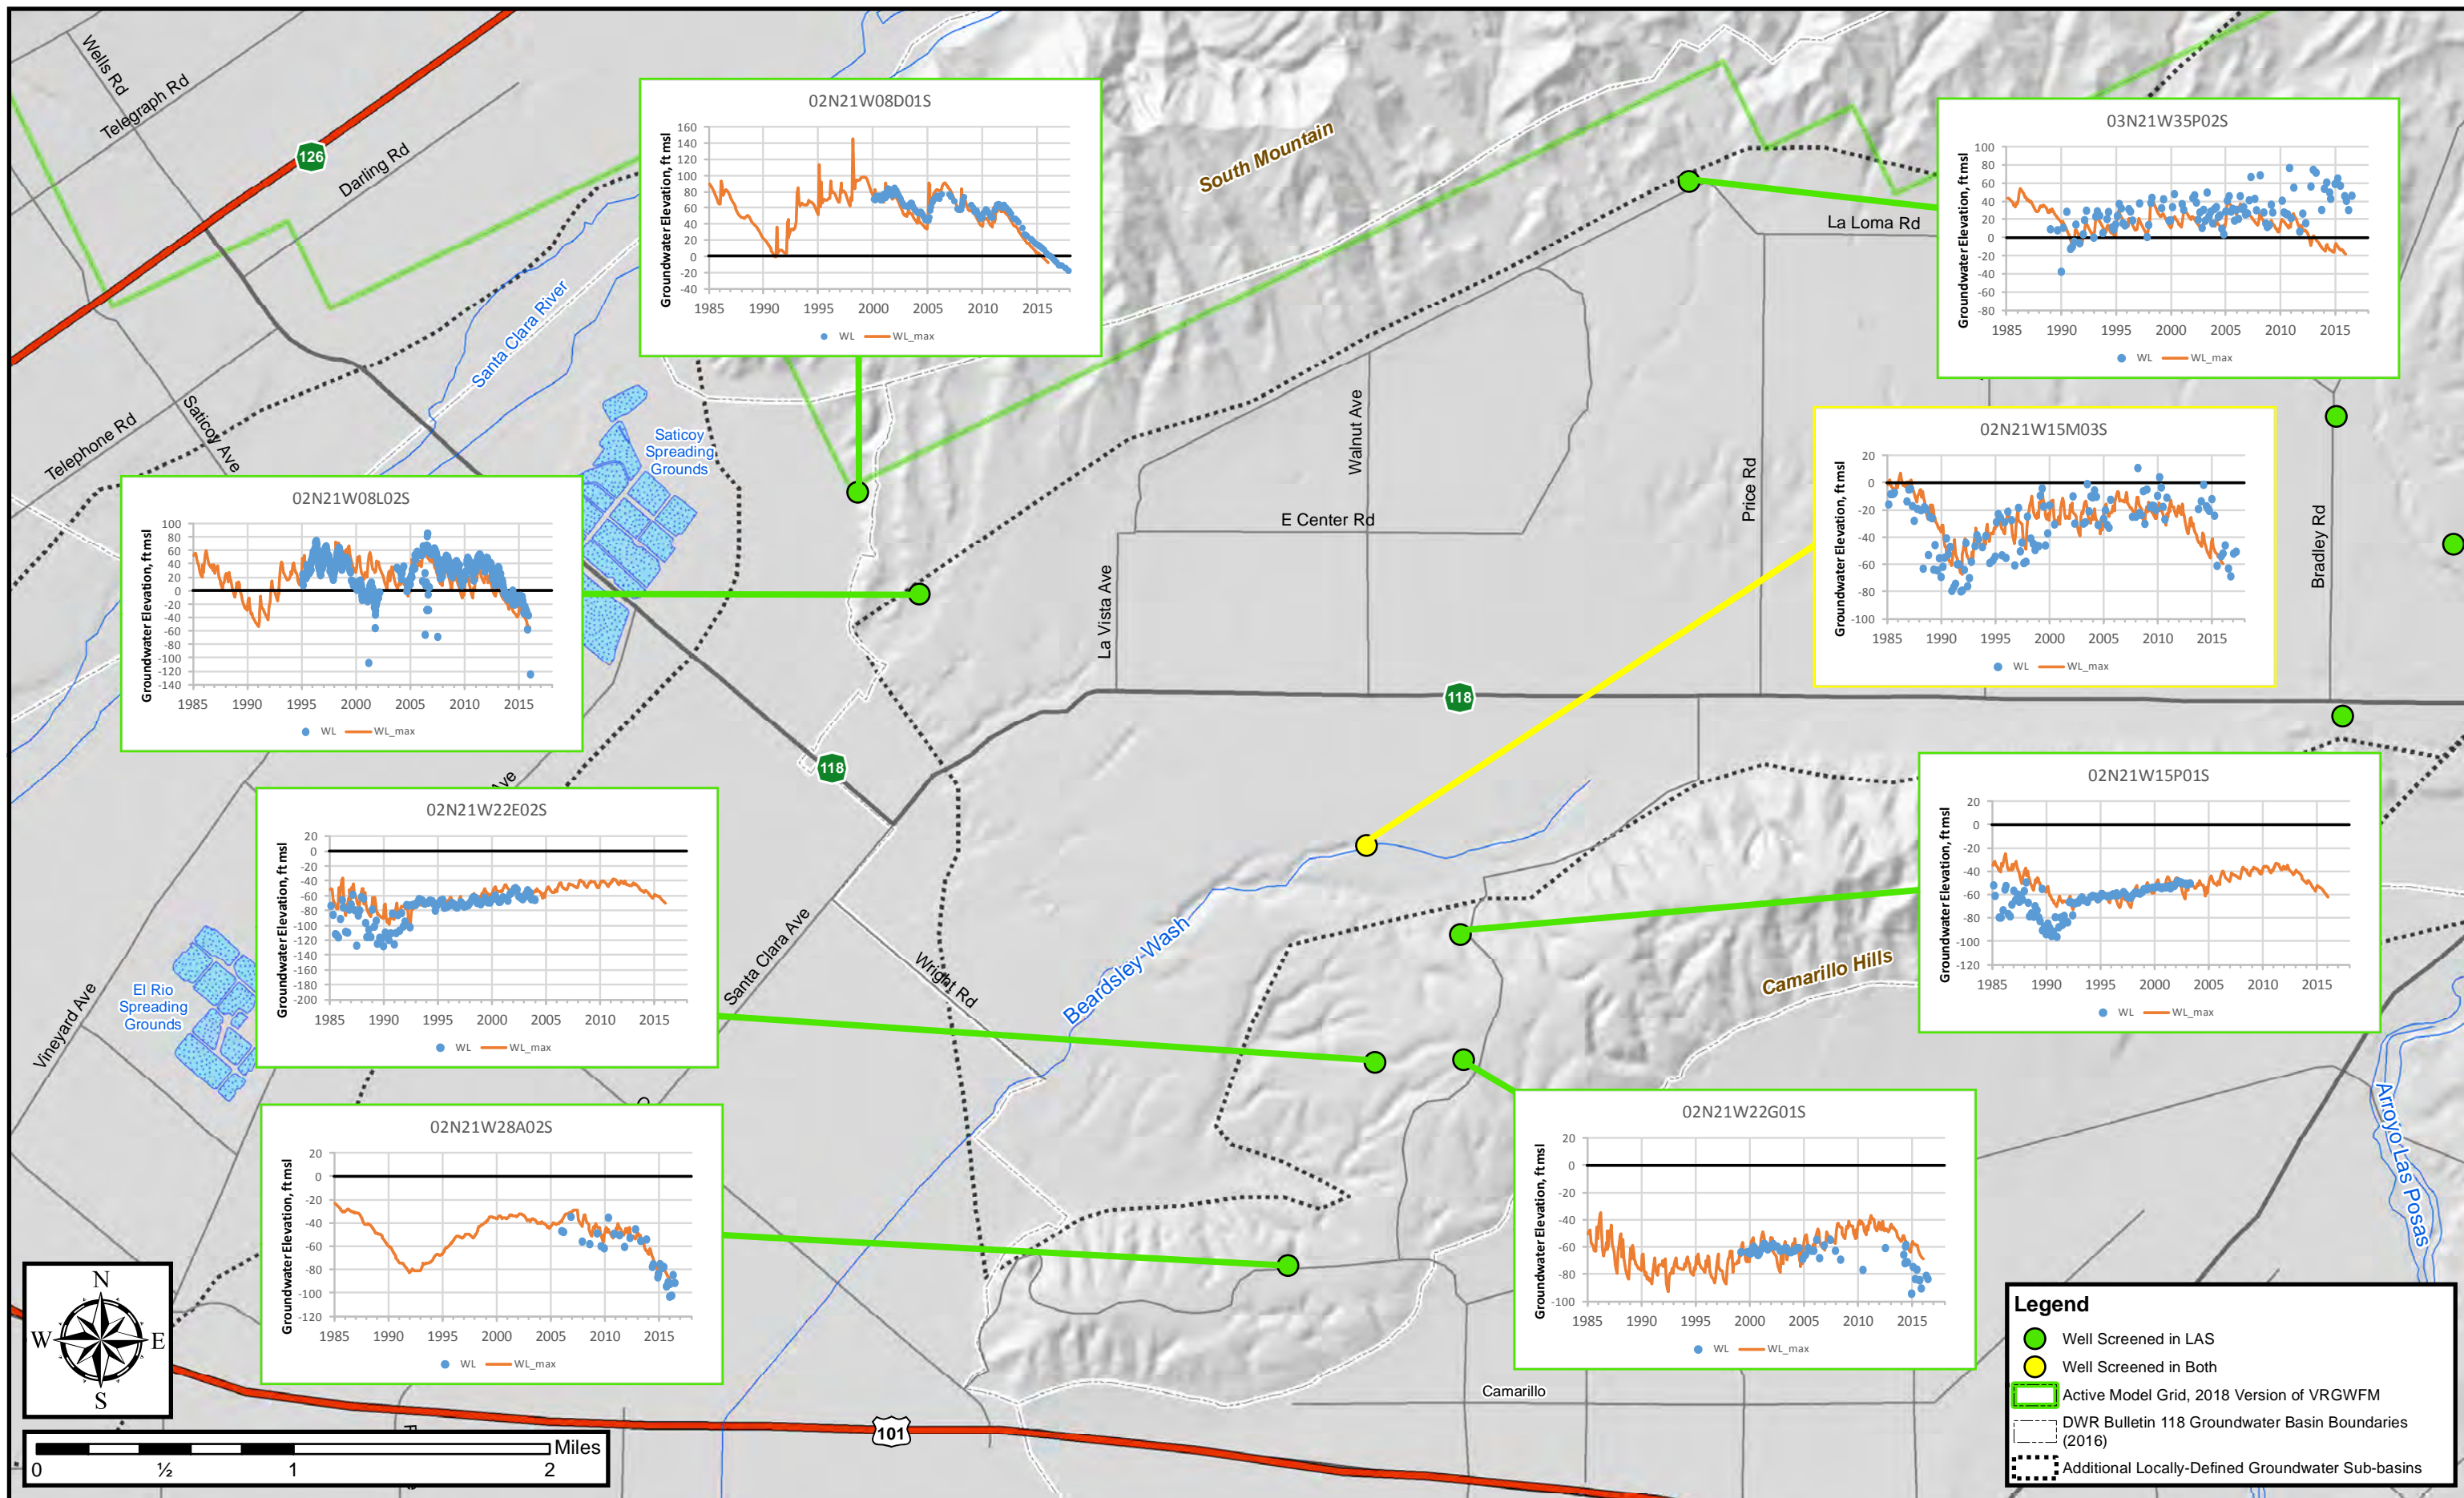 Wells Rd
Telegraph Rd
126
Darling Rd
South Mountain
La Loma Rd
Santa Clara River
Telephone Rd
Saticoy Ave
Saticoy
Spreading
Grounds
Walnut Ave
E Center Rd
Price Rd
Bradley Rd
La Vista Ave
118
118
Ave
Santa Clara Ave
Wright Rd
Beardsley Wash
Camarillo Hills
El Rio
Spreading
Grounds
Vineyard Ave
Arroyo Las Posas
Camarillo
101
02N21W08D01S
Groundwater Elevation, ft msl
160
140
120
100
80
60
40
20
0
-20
-40
1985 1990 1995 2000 2005 2010 2015
WL WL_max
03N21W35P02S
Groundwater Elevation, ft msl
100
80
60
40
20
0
-20
-40
-60
-80
1985 1990 1995 2000 2005 2010 2015
WL WL_max
02N21W15M03S
Groundwater Elevation, ft msl
20
0
-20
-40
-60
-80
-100
1985 1990 1995 2000 2005 2010 2015
WL WL_max
02N21W08L02S
Groundwater Elevation, ft msl
100
80
60
40
20
0
-20
-40
-60
-80
-100
-120
-140
1985 1990 1995 2000 2005 2010 2015
WL WL_max
02N21W15P01S
Groundwater Elevation, ft msl
20
0
-20
-40
-60
-80
-100
-120
1985 1990 1995 2000 2005 2010 2015
WL WL_max
02N21W22E02S
Groundwater Elevation, ft msl
20
0
-20
-40
-60
-80
-100
-120
-140
-160
-180
-200
1985 1990 1995 2000 2005 2010 2015
WL WL_max
02N21W22G01S
Groundwater Elevation, ft msl
20
0
-20
-40
-60
-80
-100
1985 1990 1995 2000 2005 2010 2015
WL WL_max
02N21W28A02S
Groundwater Elevation, ft msl
20
0
-20
-40
-60
-80
-100
-120
1985 1990 1995 2000 2005 2010 2015
WL WL_max
N
W E
S
Miles
0 ½ 1 2
Legend
Well Screened in LAS
Well Screened in Both
Active Model Grid, 2018 Version of VRGWFM
DWR Bulletin 118 Groundwater Basin Boundaries
(2016)
Additional Locally-Defined Groundwater Sub-basins